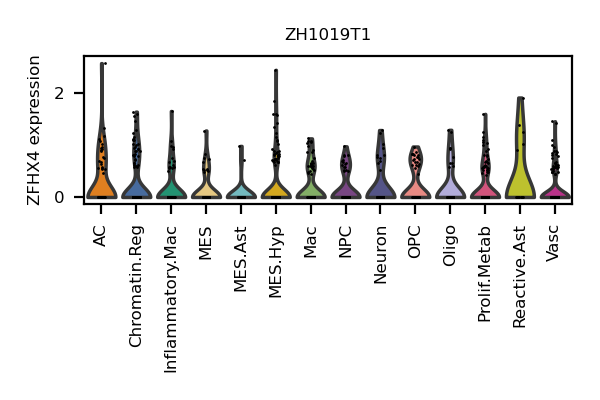 ZH1019T1
ZFHX4 expression
2
0
AC
Chromatin.Reg
Inflammatory.Mac
MES
MES.Ast
MES.Hyp
Mac
NPC
Neuron
OPC
Oligo
Prolif.Metab
Reactive.Ast
Vasc